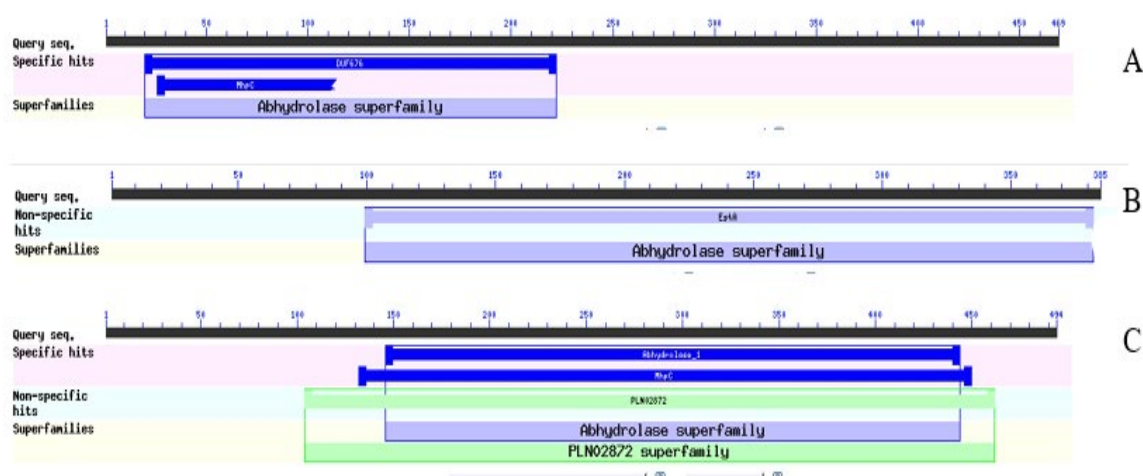 1 50 100 150 200 250 300 350 400 450 469
Query seq.
Specific hits DUF676 A
MhpC
Superfamilies Abhydrolase superfamily
1 50 100 150 200 250 300 350 385
Query seq.
Non-specific hits EstA B
Superfamilies Abhydrolase superfamily
1 50 100 150 200 250 300 350 400 450 494
Query seq. C
Specific hits Abhydrolase_1
MhpC
Non-specific hits PLN02872
Superfamilies Abhydrolase superfamily
PLN02872 superfamily